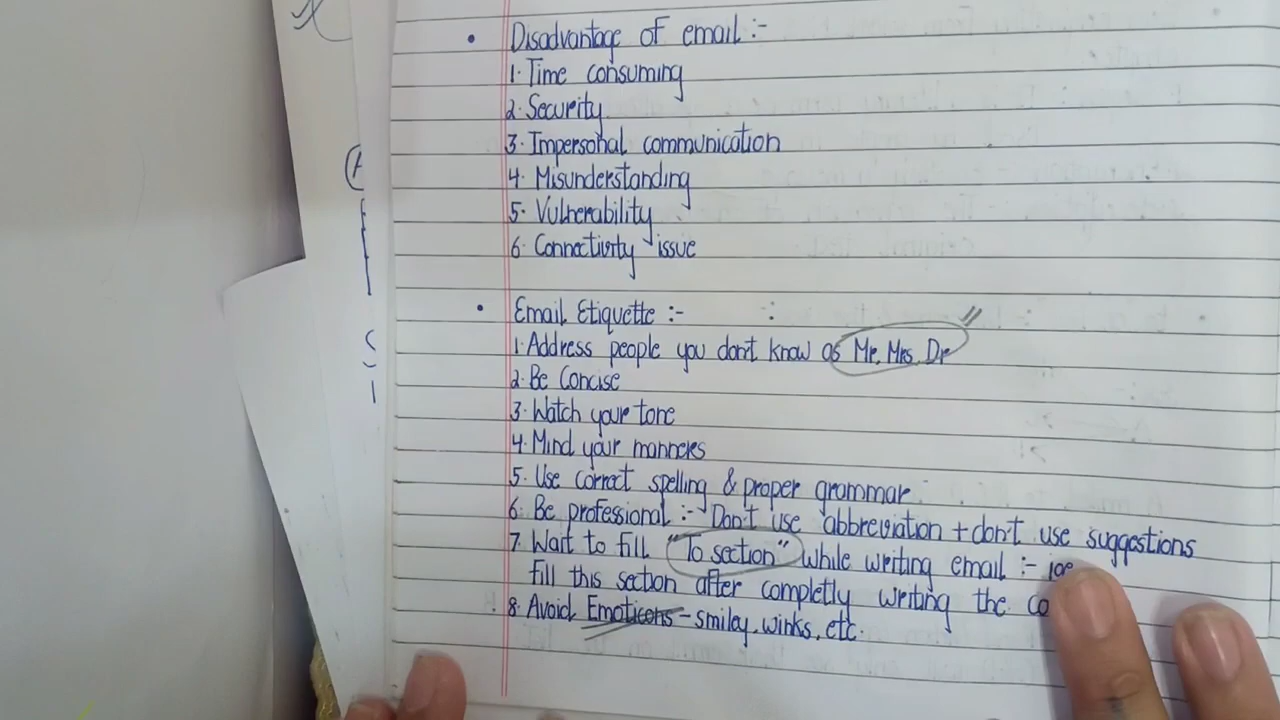 • Disadvantage of email :-
1. Time consuming
2. Security
3. Impersonal communication
4. Misunderstanding
5. Vulnerability
6. Connectivity issue
• Email Etiquette :-
1. Address people you don't know as Mr, Mrs, Dr
2. Be Concise
3. Watch your tone
4. Mind your manners
5. Use correct spelling & proper grammar
6. Be professional :- Don't use abbreviation + don't use suggestions
7. Wait to fill "To section" while writing email :-
fill this section after completly writing the
8. Avoid Emoticons - smiley, winks, etc.